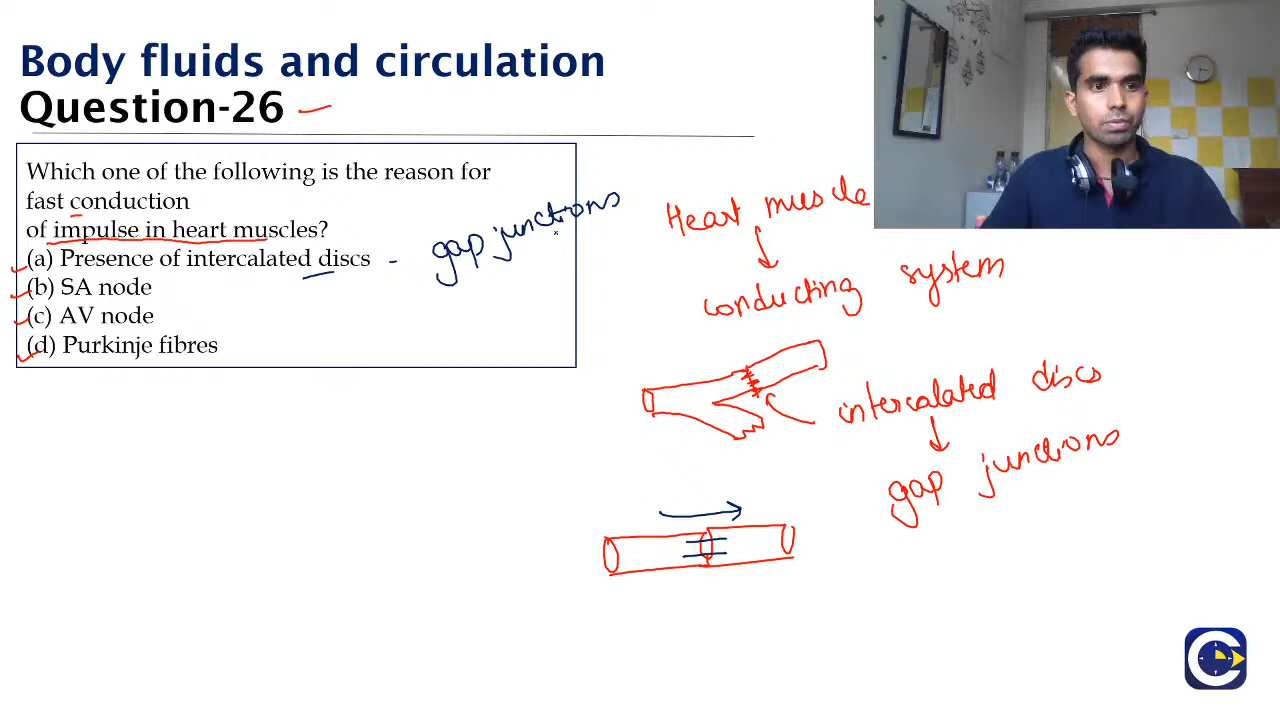 Body fluids and circulation
Question-26
Which one of the following is the reason for
fast conduction
of impulse in heart muscles?
(a) Presence of intercalated discs - gap junctions
(b) SA node
(c) AV node
(d) Purkinje fibres
Heart muscle
conducting system
intercalated discs
gap junctions